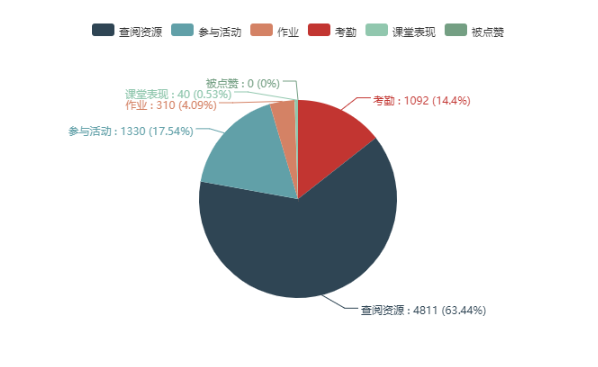 查阅资源 参与活动 作业 考勤 课堂表现 被点赞
被点赞 : 0 (0%)
课堂表现 : 40 (0.53%)
考勤 : 1092 (14.4%)
作业 : 310 (4.09%)
参与活动 : 1330 (17.54%)
查阅资源 : 4811 (63.44%)